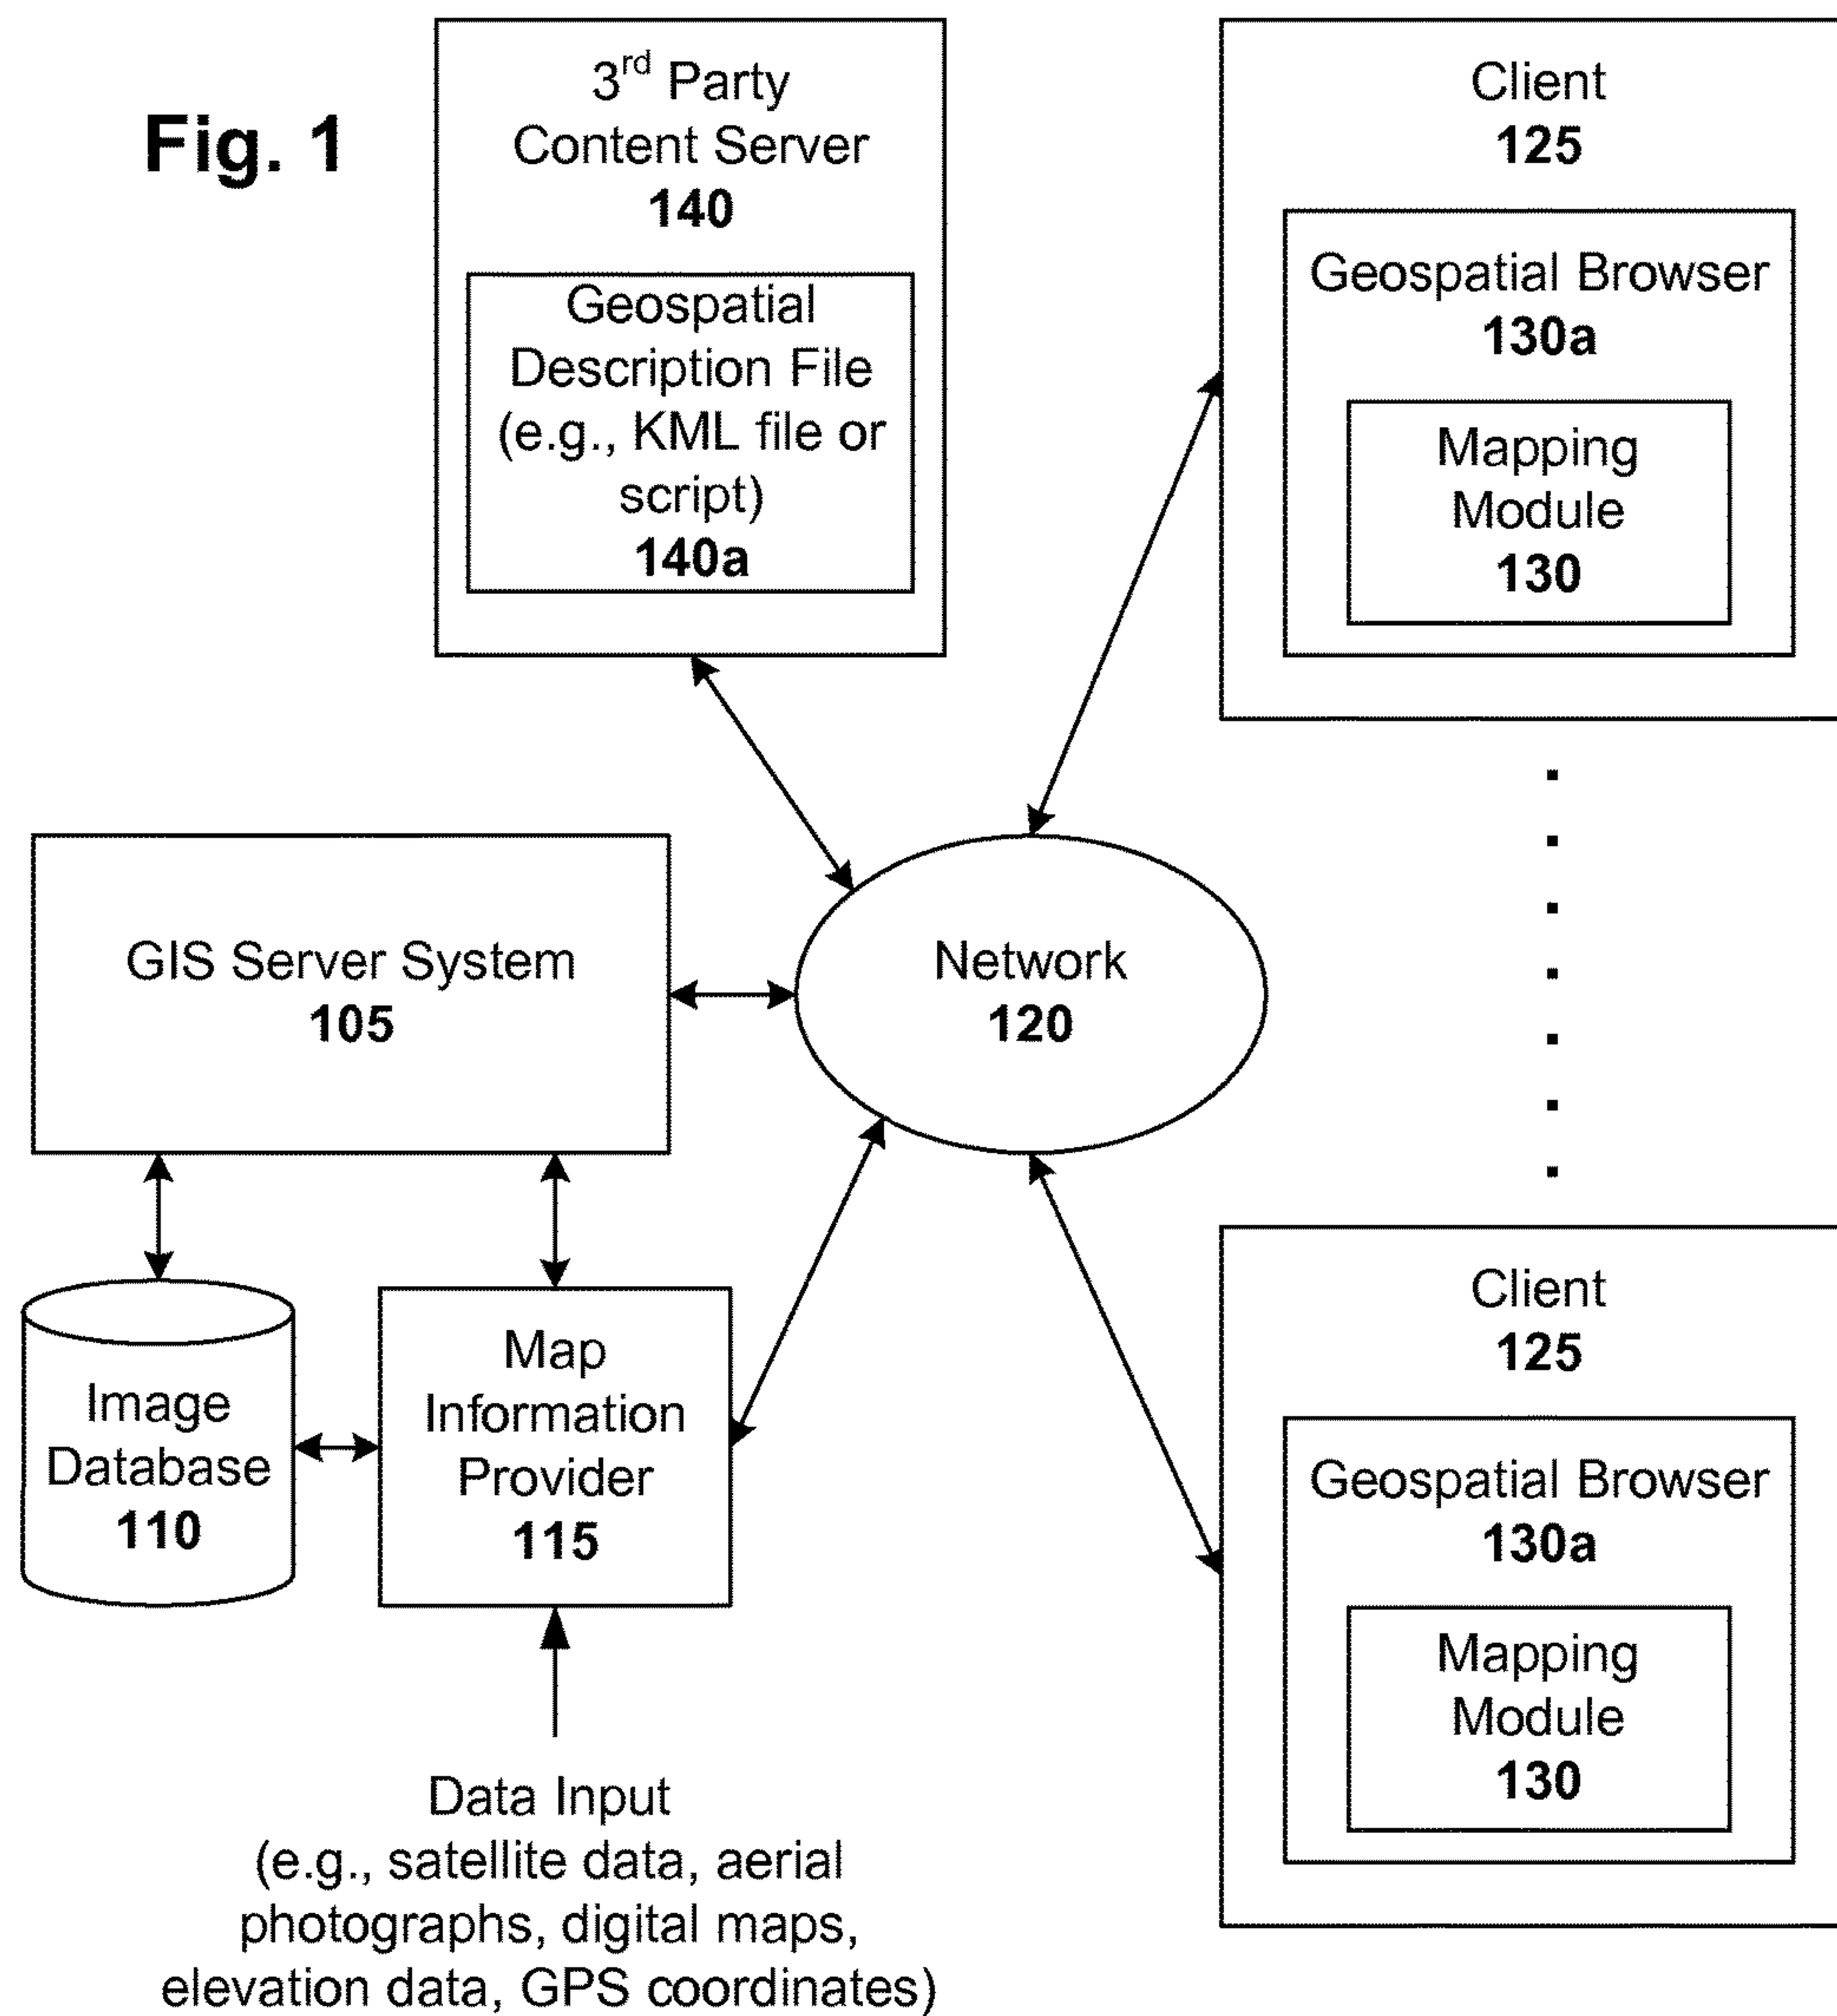 Fig. 1
3rd Party
Content Server
140
Geospatial
Description File
(e.g., KML file or
script)
140a
Client
125
Geospatial Browser
130a
Mapping
Module
130
GIS Server System
105
Network
120
Image
Database
110
Map
Information
Provider
115
Client
125
Geospatial Browser
130a
Mapping
Module
130
Data Input
(e.g., satellite data, aerial
photographs, digital maps,
elevation data, GPS coordinates)